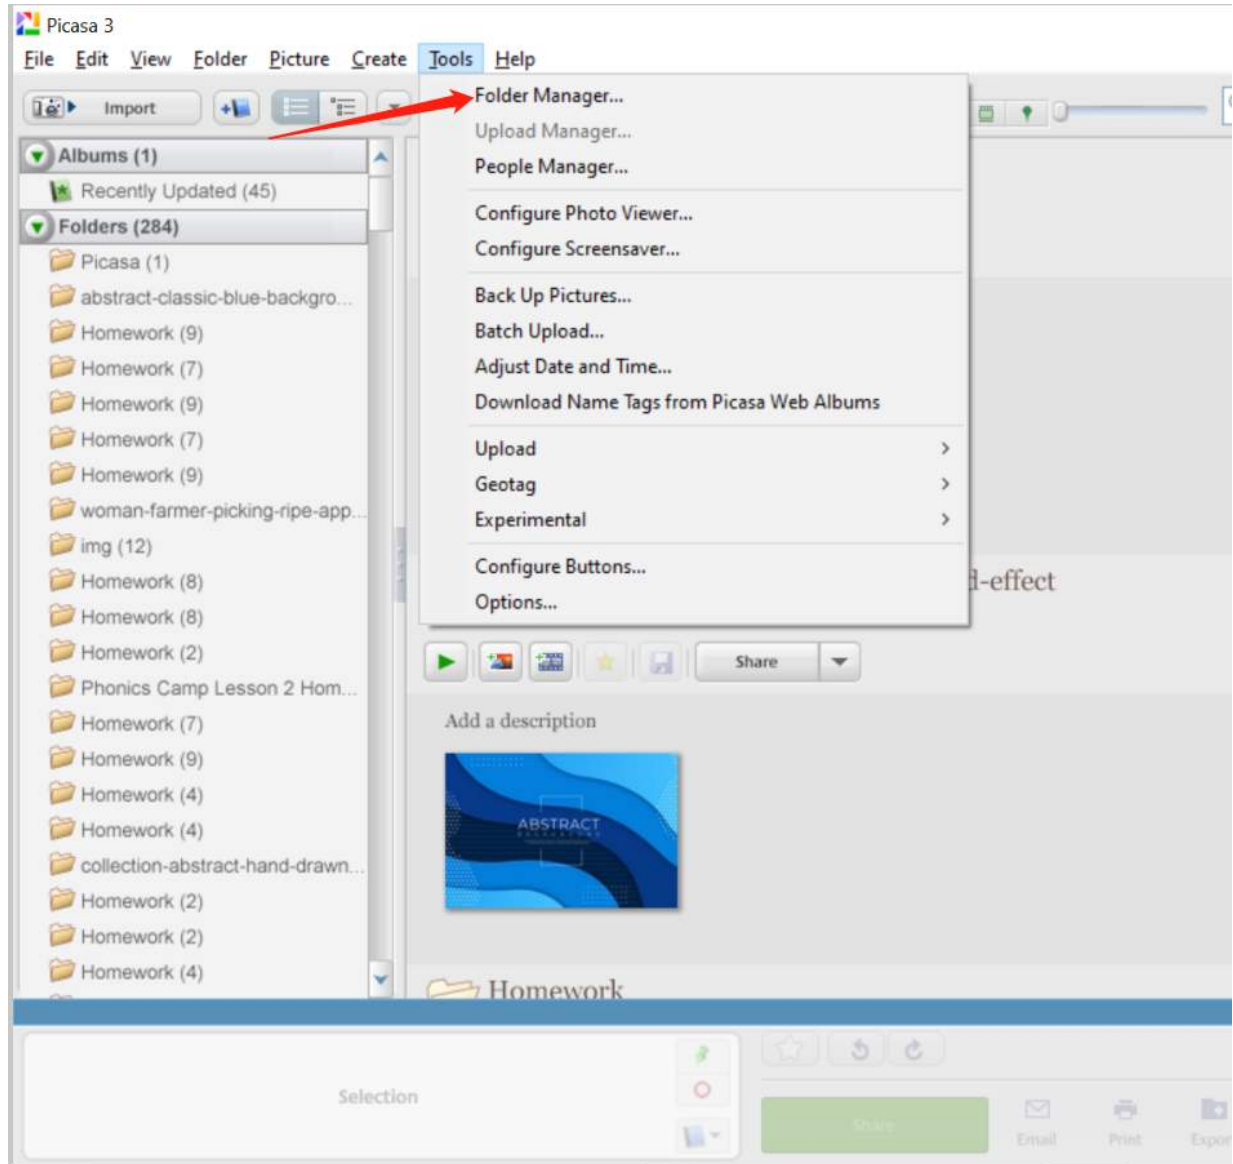 Picasa 3
File Edit View Folder Picture Create Tools Help
Import
Albums (1)
Recently Updated (45)
Folders (284)
Picasa (1)
abstract-classic-blue-backgro...
Homework (9)
Homework (7)
Homework (9)
Homework (7)
Homework (9)
woman-farmer-picking-ripe-app...
img (12)
Homework (8)
Homework (8)
Homework (2)
Phonics Camp Lesson 2 Hom...
Homework (7)
Homework (9)
Homework (4)
Homework (4)
collection-abstract-hand-drawn...
Homework (2)
Homework (2)
Homework (4)
Folder Manager...
Upload Manager...
People Manager...
Configure Photo Viewer...
Configure Screensaver...
Back Up Pictures...
Batch Upload...
Adjust Date and Time...
Download Name Tags from Picasa Web Albums
Upload
Geotag
Experimental
Configure Buttons...
Options...
d-effect
Share
Add a description
ABSTRACT
BACKGROUND
Homework
Selection
Share
Email Print Expor